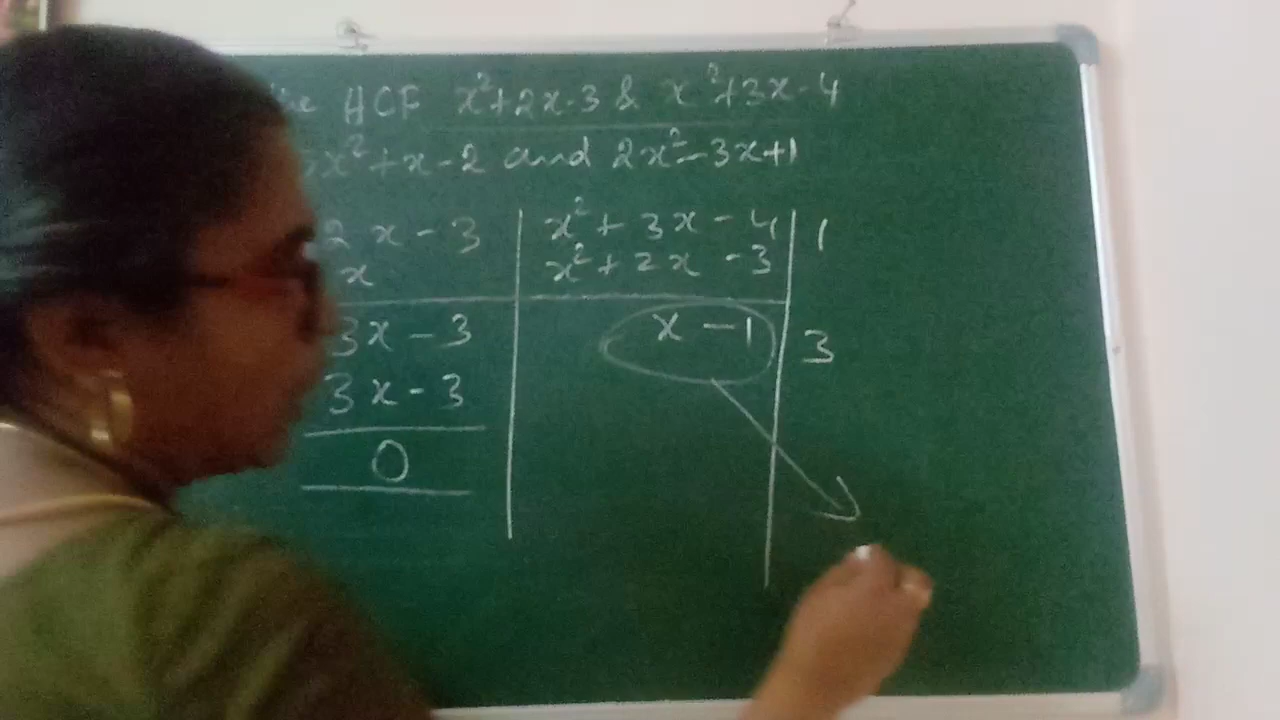 HCF x²+2x-3 & x²+3x-4
x²+x-2 and 2x²-3x+1
2x-3 | x²+3x-4 | 1
x | x²+2x-3
3x-3 | x-1 | 3
3x-3
0